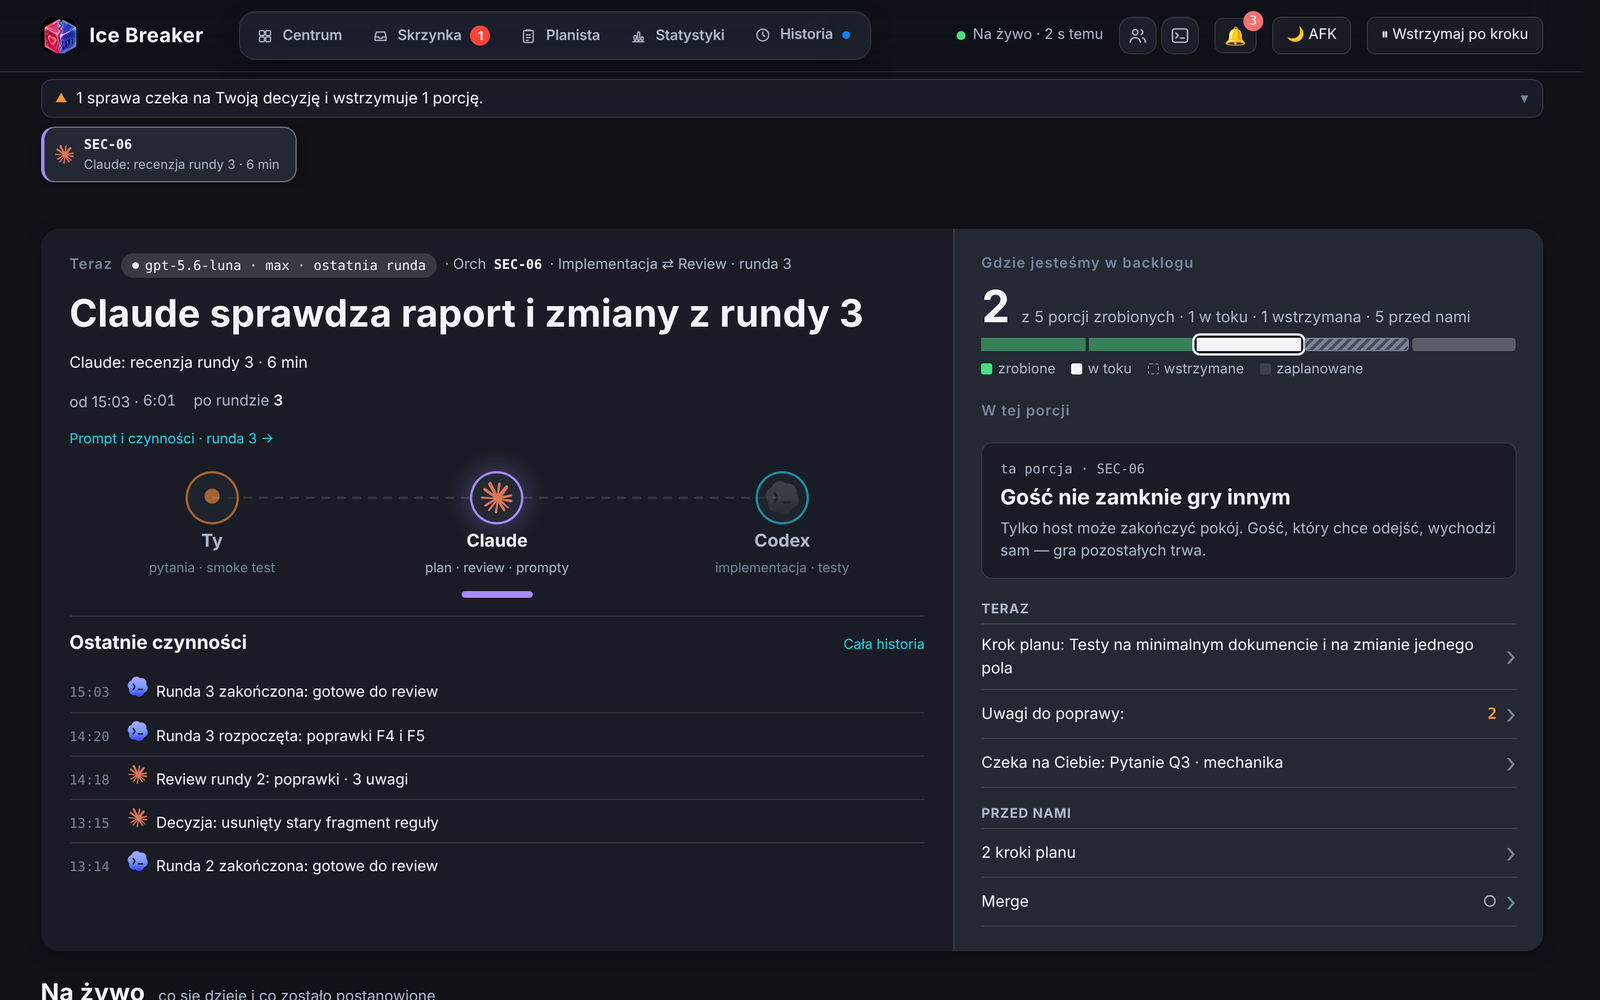 Ice Breaker
Centrum
Skrzynka 1
Planista
Statystyki
Historia
Na żywo · 2 s temu
3
🌙 AFK
⏸ Wstrzymaj po kroku
▲ 1 sprawa czeka na Twoją decyzję i wstrzymuje 1 porcję. ▼
SEC-06
Claude: recenzja rundy 3 · 6 min
Teraz ● gpt-5.6-luna · max · ostatnia runda · Orch SEC-06 · Implementacja ⇄ Review · runda 3
Claude sprawdza raport i zmiany z rundy 3
Claude: recenzja rundy 3 · 6 min
od 15:03 · 6:01 po rundzie 3
Prompt i czynności · runda 3 →
Ty
pytania · smoke test
Claude
plan · review · prompty
Codex
implementacja · testy
Ostatnie czynności
Cała historia
15:03 Runda 3 zakończona: gotowe do review
14:20 Runda 3 rozpoczęta: poprawki F4 i F5
14:18 Review rundy 2: poprawki · 3 uwagi
13:15 Decyzja: usunięty stary fragment reguły
13:14 Runda 2 zakończona: gotowe do review
Gdzie jesteśmy w backlogu
2 z 5 porcji zrobionych · 1 w toku · 1 wstrzymana · 5 przed nami
zrobione w toku wstrzymane zaplanowane
W tej porcji
ta porcja · SEC-06
Gość nie zamknie gry innym
Tylko host może zakończyć pokój. Gość, który chce odejść, wychodzi
sam — gra pozostałych trwa.
TERAZ
Krok planu: Testy na minimalnym dokumencie i na zmianie jednego
pola
Uwagi do poprawy: 2
Czeka na Ciebie: Pytanie Q3 · mechanika
PRZED NAMI
2 kroki planu
Merge
Na żywo co się dzieje i co zostało postanowione